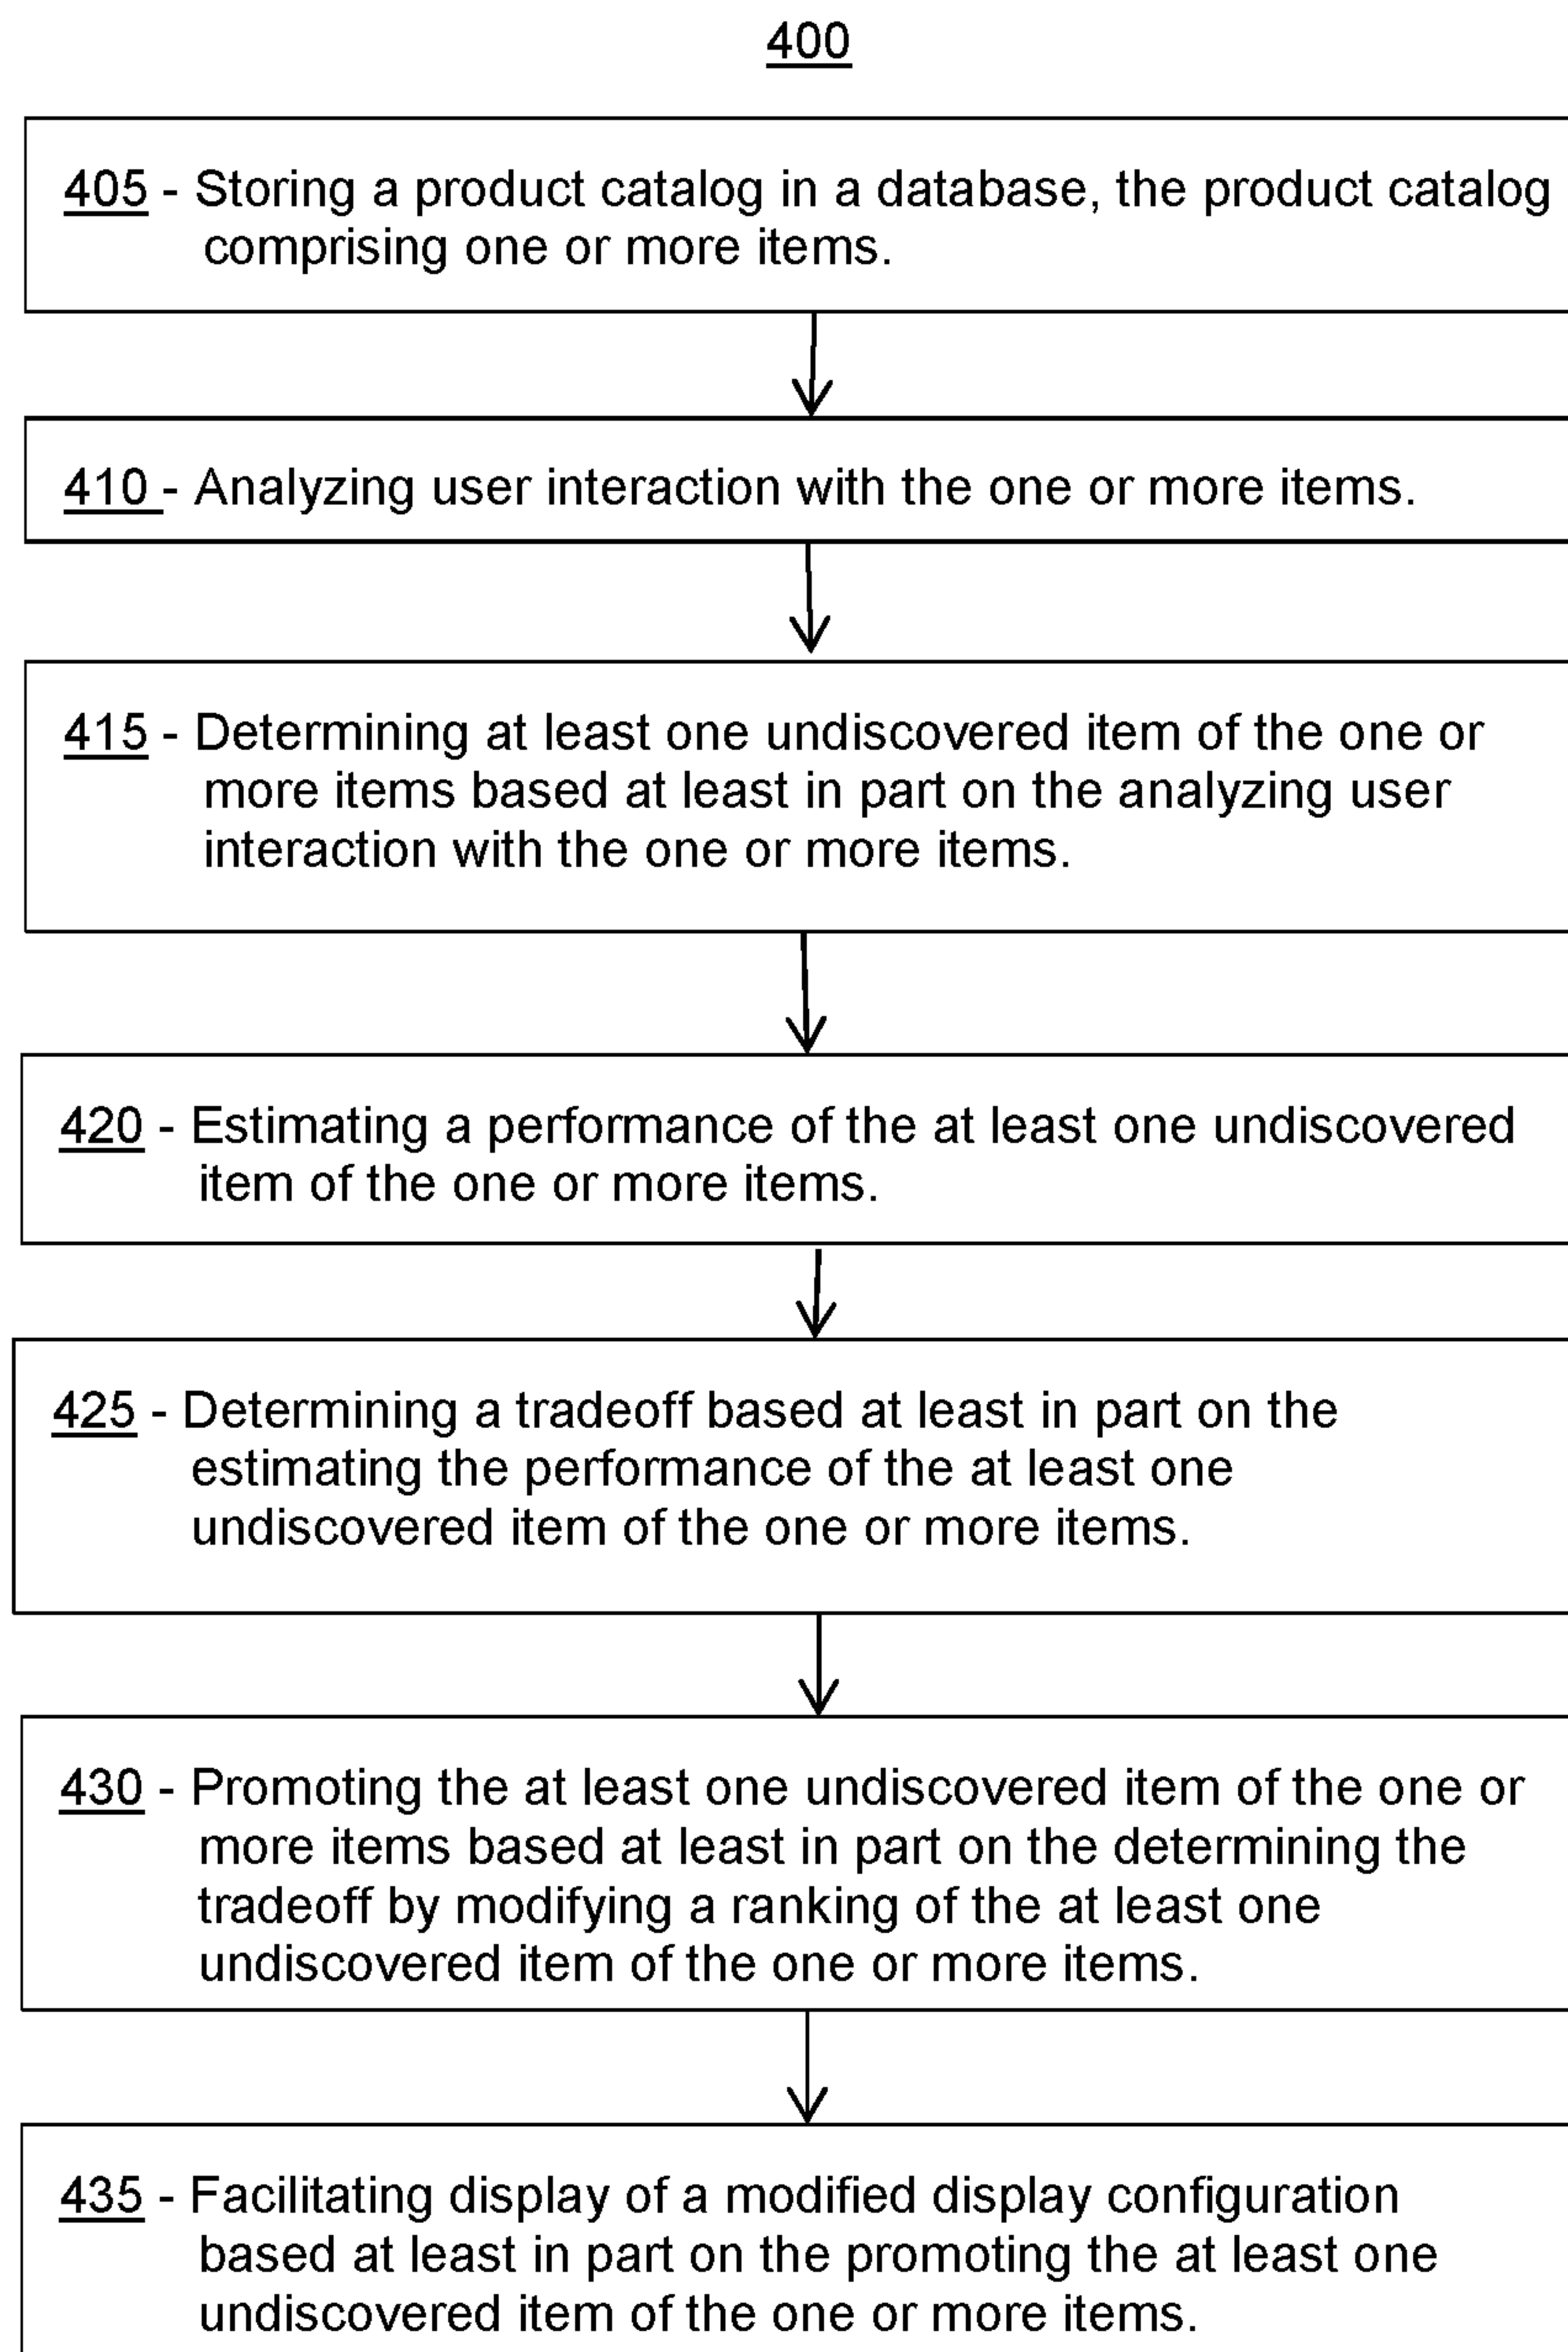 400
405 - Storing a product catalog in a database, the product catalog
comprising one or more items.
410 - Analyzing user interaction with the one or more items.
415 - Determining at least one undiscovered item of the one or
more items based at least in part on the analyzing user
interaction with the one or more items.
420 - Estimating a performance of the at least one undiscovered
item of the one or more items.
425 - Determining a tradeoff based at least in part on the
estimating the performance of the at least one
undiscovered item of the one or more items.
430 - Promoting the at least one undiscovered item of the one or
more items based at least in part on the determining the
tradeoff by modifying a ranking of the at least one
undiscovered item of the one or more items.
435 - Facilitating display of a modified display configuration
based at least in part on the promoting the at least one
undiscovered item of the one or more items.